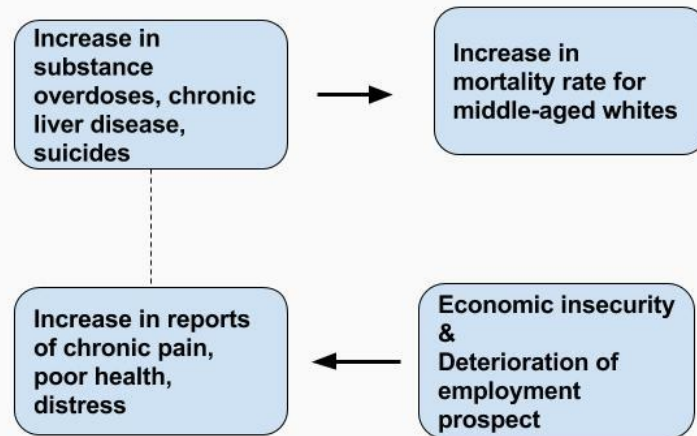 Increase in
substance
overdoses, chronic
liver disease,
suicides
Increase in
mortality rate for
middle-aged whites
Increase in reports
of chronic pain,
poor health,
distress
Economic insecurity
&
Deterioration of
employment
prospect